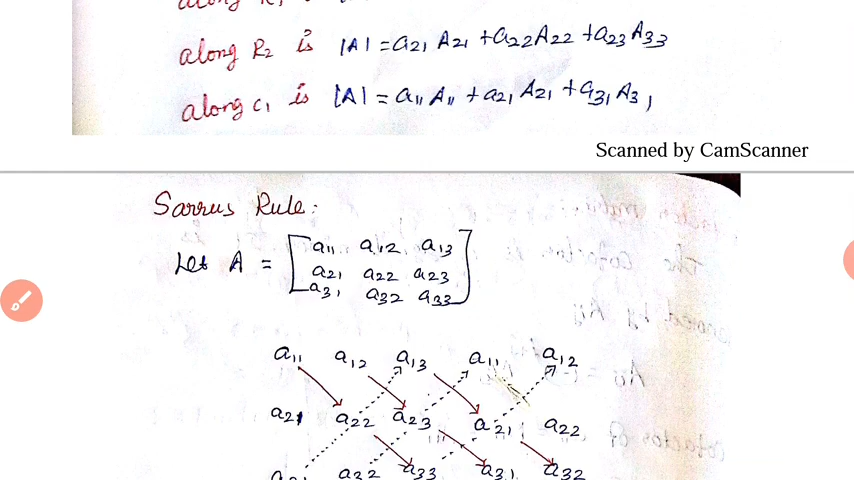 along R₂ is |A| = a₂₁ A₂₁ + a₂₂A₂₂ + a₂₃ A₃₃
along C₁ is |A| = a₁₁ A₁₁ + a₂₁ A₂₁ + a₃₁ A₃₁
Scanned by CamScanner
Sarrus Rule:
a₁₁ a₁₂ a₁₃
Let A = a₂₁ a₂₂ a₂₃
a₃₁ a₃₂ a₃₃
a₁₁ a₁₂ a₁₃ a₁₁ a₁₂
a₂₁ a₂₂ a₂₃ a₂₁ a₂₂
a₃₂ a₃₃ a₃₁ a₃₂